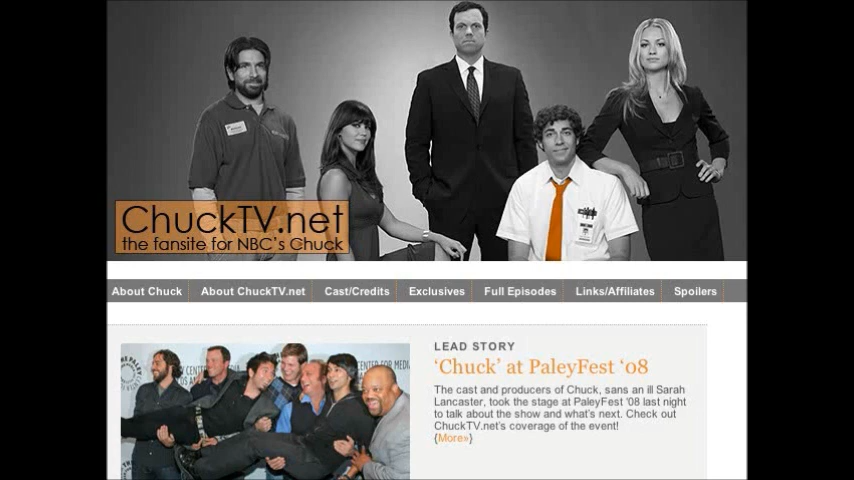 ChuckTV.net
the fansite for NBC's Chuck
About Chuck About ChuckTV.net Cast/Credits Exclusives Full Episodes Links/Affiliates Spoilers
LEAD STORY
‘Chuck’ at PaleyFest ‘08
The cast and producers of Chuck, sans an ill Sarah
Lancaster, took the stage at PaleyFest '08 last night
to talk about the show and what's next. Check out
ChuckTV.net's coverage of the event!
{More»}